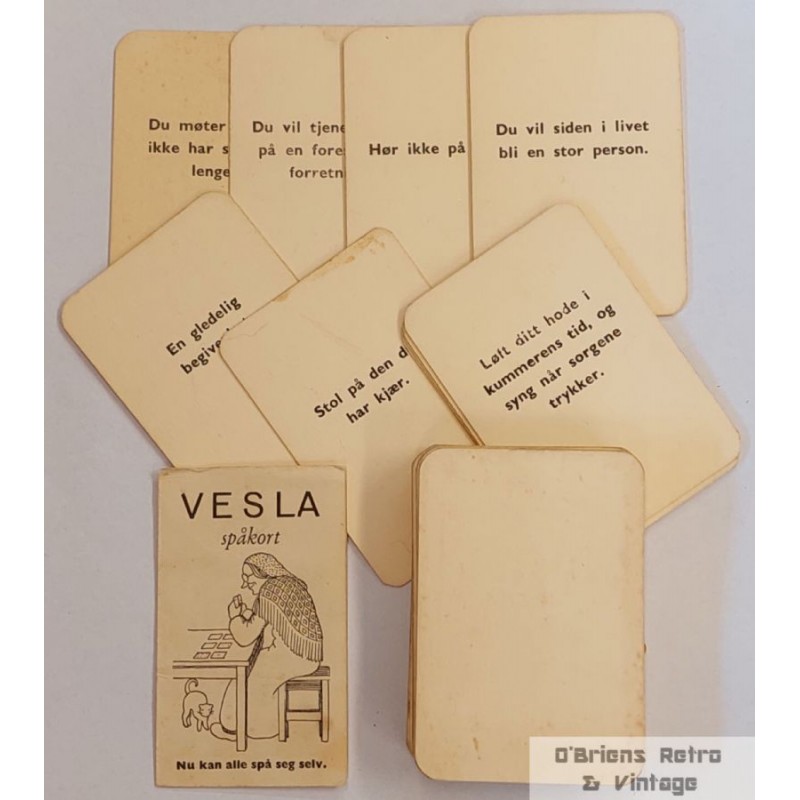 Du møter
ikke har
lenge
Du vil tjene
på en
forretn
Hør ikke på
Du vil siden i livet
bli en stor person.
En gledelig
Stol på den
har kjær.
Løft ditt hode i
kummerens tid, og
syng når sorgene
trykker.
VESLA
spåkort
Nu kan alle spå seg selv.
O'Briens Retro
& Vintage